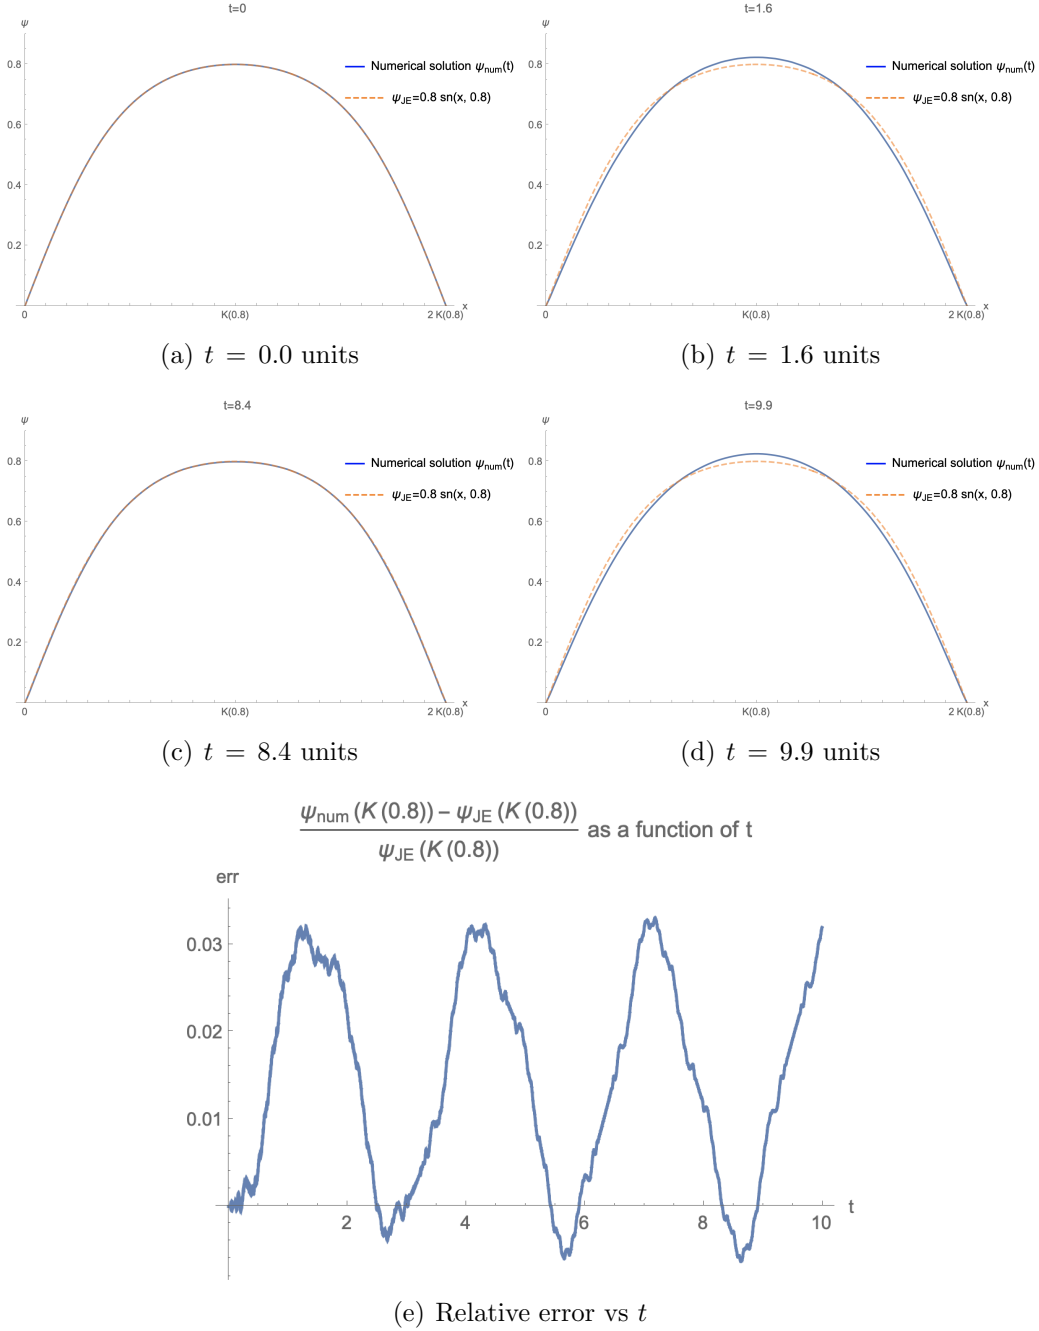 t=0
ψ
0.8
0.6
0.4
0.2
Numerical solution ψnum(t)
ψJE=0.8 sn(x, 0.8)
0
K(0.8)
2 K(0.8)
x
(a) t = 0.0 units
t=1.6
ψ
0.8
0.6
0.4
0.2
Numerical solution ψnum(t)
ψJE=0.8 sn(x, 0.8)
0
K(0.8)
2 K(0.8)
x
(b) t = 1.6 units
t=8.4
ψ
0.8
0.6
0.4
0.2
Numerical solution ψnum(t)
ψJE=0.8 sn(x, 0.8)
0
K(0.8)
2 K(0.8)
x
(c) t = 8.4 units
t=9.9
ψ
0.8
0.6
0.4
0.2
Numerical solution ψnum(t)
ψJE=0.8 sn(x, 0.8)
0
K(0.8)
2 K(0.8)
x
(d) t = 9.9 units
ψnum (K (0.8)) – ψJE (K (0.8))
ψJE (K (0.8))
as a function of t
err
0.03
0.02
0.01
2
4
6
8
10
t
(e) Relative error vs t